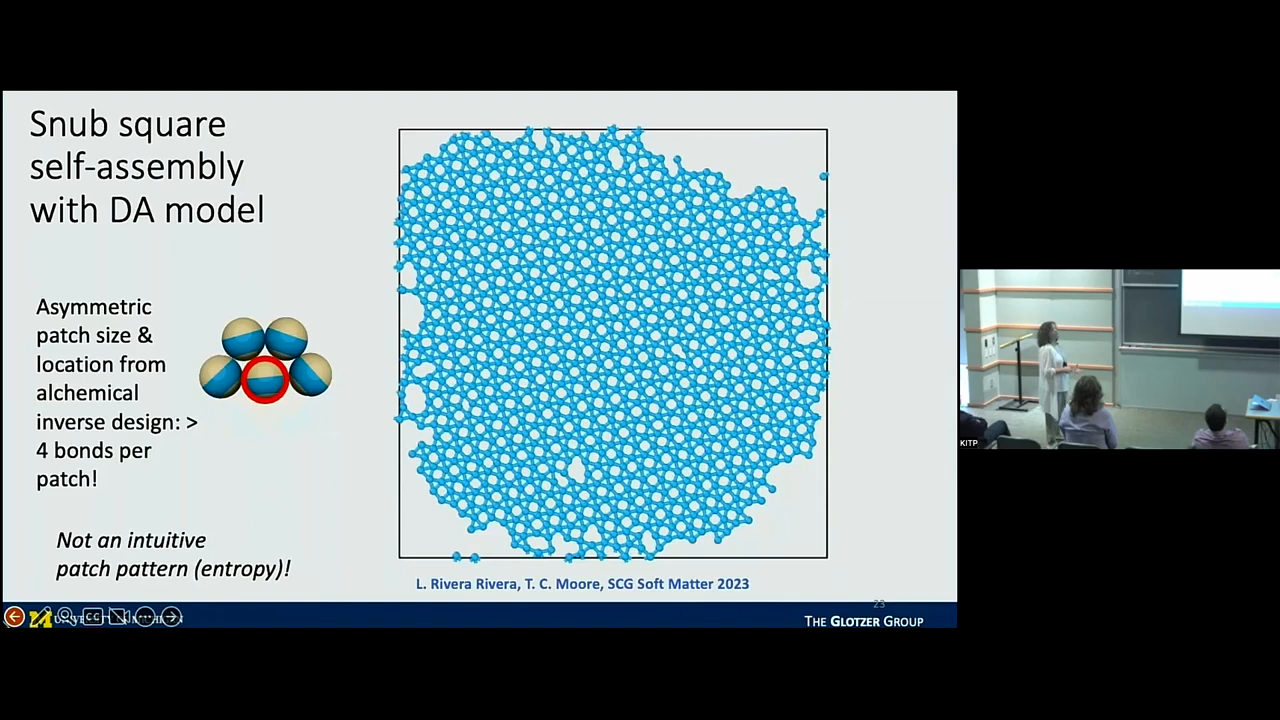 Snub square
self-assembly
with DA model
Asymmetric
patch size &
location from
alchemical
inverse design: >
4 bonds per
patch!
Not an intuitive
patch pattern (entropy)!
L. Rivera Rivera, T. C. Moore, SCG Soft Matter 2023
23
THE GLOTZER GROUP
KITP